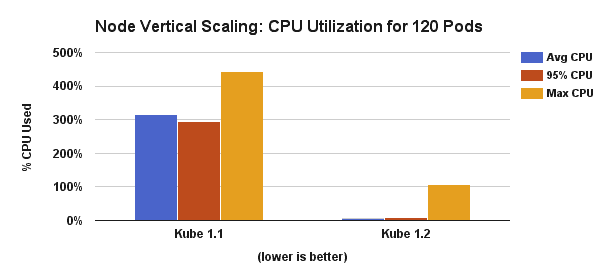 Node Vertical Scaling: CPU Utilization for 120 Pods
500%
400%
300%
200%
100%
0%
% CPU Used
Kube 1.1
Kube 1.2
(lower is better)
Avg CPU
95% CPU
Max CPU